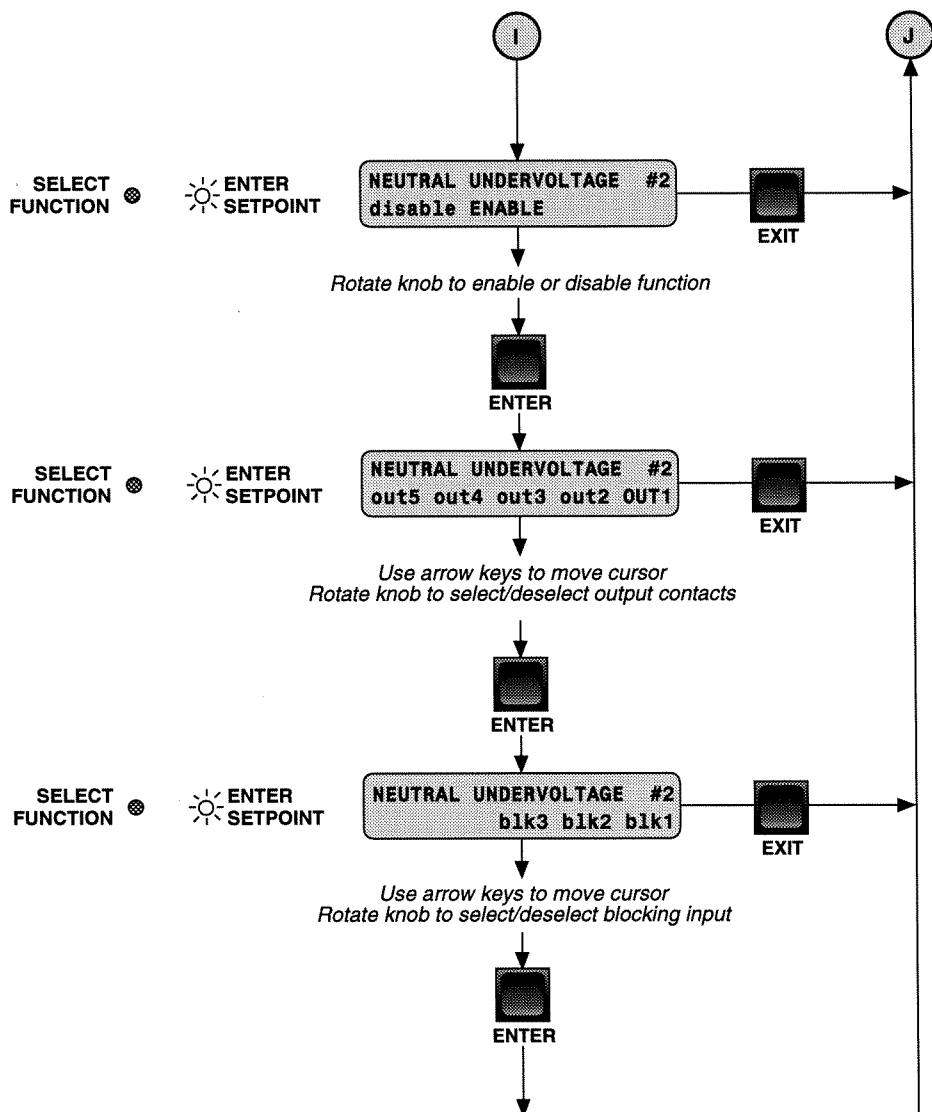 I
J
SELECT FUNCTION
ENTER SETPOINT
NEUTRAL UNDERVOLTAGE #2
disable ENABLE
EXIT
Rotate knob to enable or disable function
ENTER
SELECT FUNCTION
ENTER SETPOINT
NEUTRAL UNDERVOLTAGE #2
out5 out4 out3 out2 OUT1
EXIT
Use arrow keys to move cursor
Rotate knob to select/deselect output contacts
ENTER
SELECT FUNCTION
ENTER SETPOINT
NEUTRAL UNDERVOLTAGE #2
blk3 blk2 blk1
EXIT
Use arrow keys to move cursor
Rotate knob to select/deselect blocking input
ENTER